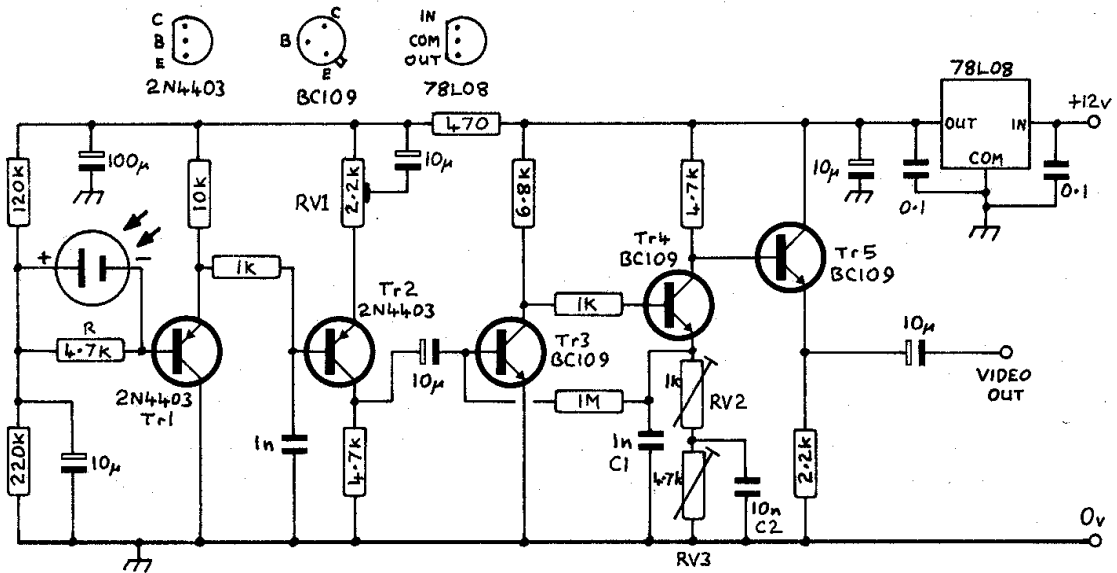 C
B
E
2N4403
C
B
E
BC109
IN
COM
OUT
78L08
78L08
+12v
OUT
IN
COM
470
100μ
10μ
10μ
0.1
0.1
120k
10k
RV1
2.2k
6.8k
4.7k
+
-
1k
Tr4
BC109
Tr5
BC109
Tr2
2N4403
1k
R
4.7k
10μ
Tr3
BC109
10μ
VIDEO
OUT
2N4403
Tr1
1M
1k
RV2
220k
10μ
1n
4.7k
1n
C1
4.7k
10n
C2
2.2k
0v
RV3